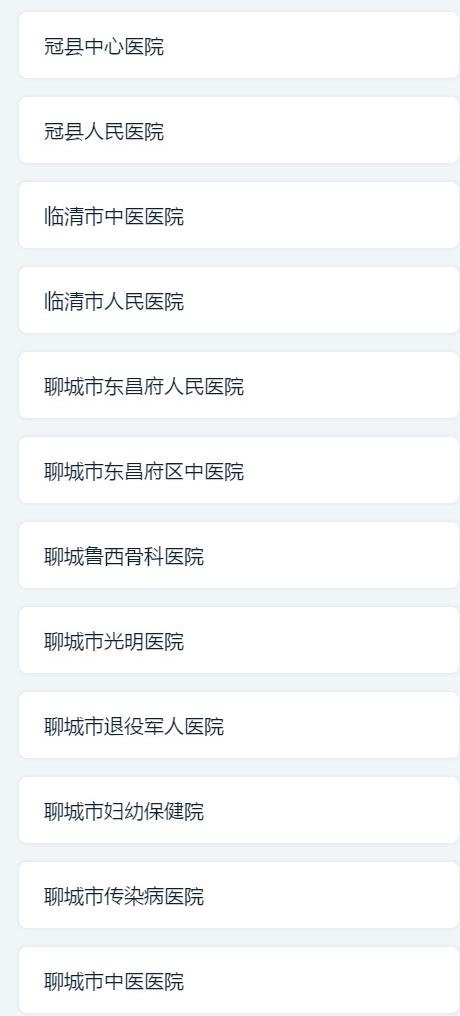 冠县中心医院
冠县人民医院
临清市中医医院
临清市人民医院
聊城市东昌府人民医院
聊城市东昌府区中医院
聊城鲁西骨科医院
聊城市光明医院
聊城市退役军人医院
聊城市妇幼保健院
聊城市传染病医院
聊城市中医医院